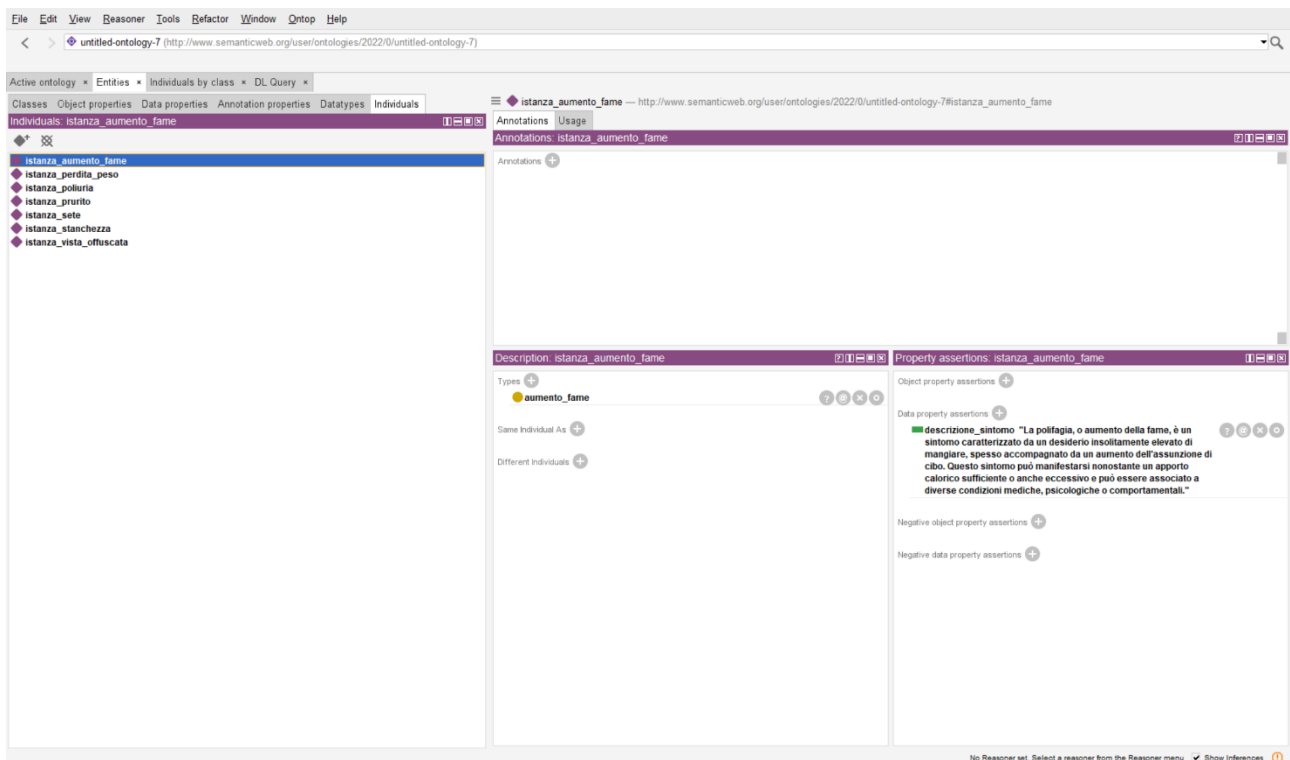 File Edit View Reasoner Tools Refactor Window Ontop Help
untitled-ontology-7 (http://www.semanticweb.org/user/ontologies/2022/0/untitled-ontology-7)
Active ontology × Entities × Individuals by class × DL Query ×
Classes Object properties Data properties Annotation properties Datatypes Individuals
Individuals: istanza_aumento_fame
istanza_aumento_fame
istanza_perdita_peso
istanza_poliuria
istanza_prurito
istanza_sete
istanza_stanchezza
istanza_vista_offuscata
istanza_aumento_fame — http://www.semanticweb.org/user/ontologies/2022/0/untitled-ontology-7#istanza_aumento_fame
Annotations Usage
Annotations: istanza_aumento_fame
Annotations
Description: istanza_aumento_fame
Types
aumento_fame
Same Individual As
Different Individuals
Property assertions: istanza_aumento_fame
Object property assertions
Data property assertions
descrizione_sintomo "La polifagia, o aumento della fame, è un
sintomo caratterizzato da un desiderio insolitamente elevato di
mangiare, spesso accompagnato da un aumento dell'assunzione di
cibo. Questo sintomo può manifestarsi nonostante un apporto
calorico sufficiente o anche eccessivo e può essere associato a
diverse condizioni mediche, psicologiche o comportamentali."
Negative object property assertions
Negative data property assertions
No Reasoner set. Select a reasoner from the Reasoner menu Show Inferences